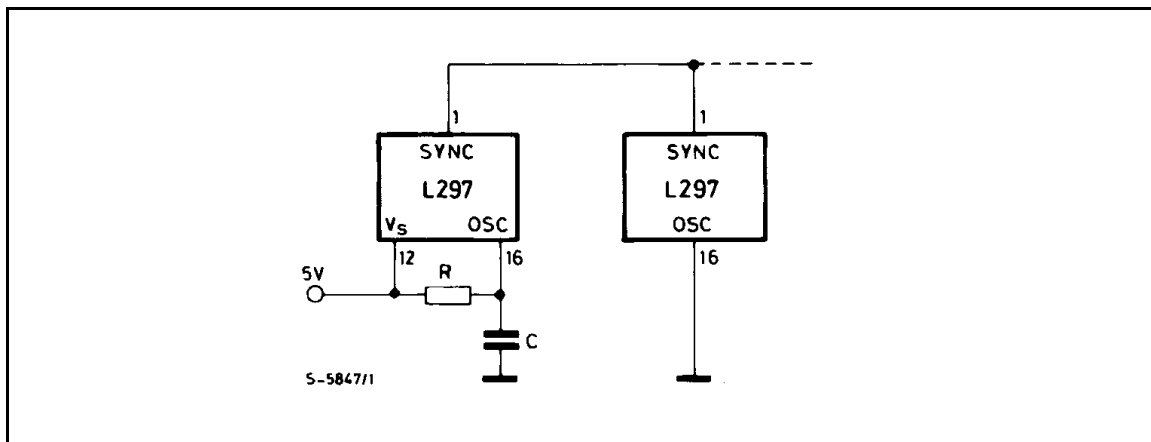 1
1
SYNC
SYNC
L297
L297
VS OSC
OSC
12
16
16
5V
R
C
S-5847/1